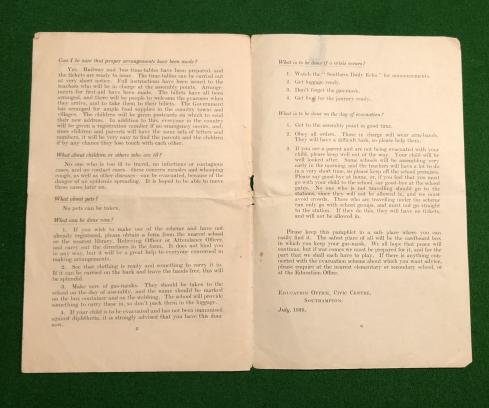 Can I be sure that proper arrangements have been made?
Yes. Railway and 'bus time-tables have been prepared, and
the tickets are ready to issue. The time-tables can be carried out
at very short notice. Full instructions have been issued to the
teachers who will be in charge at the assembly points. Arrange-
ments for first-aid have been made. The billets have all been
arranged, and there will be people to welcome the evacuees when
they arrive, and to take them to their billets. The Government
has arranged for ample food supplies in the country towns and
villages. The children will be given postcards on which to send
their new address. In addition to this, everyone in the country
will be given a registration number if an emergency occurs, and
since children and parents will have the same sets of letters and
numbers, it will be very easy to find the parents and the children
if by any chance they lose touch with each other.
What about children or others who are ill?
No one who is too ill to travel, no infectious or contagious
cases, and no contact cases—these concern measles and whooping
cough, as well as other diseases—can be evacuated, because of the
danger of an epidemic spreading. It is hoped to be able to move
these cases later on.
What about pets?
No pets can be taken.
What can be done now?
1. If you wish to make use of the scheme and have not
already registered, please obtain a form from the nearest school
or the nearest library, Relieving Officer or Attendance Officer,
and carry out the directions in the form. It does not bind you
in any way, but it will be a great help to everyone concerned in
making arrangements.
2. See that clothing is ready and something to carry it in.
If it can be carried on the back and leave the hands free, this will be
splendid.
3. Make sure of gas-masks. They should be taken to the
school on the day of assembly, and the name should be marked
on the box container and on the webbing. The school will provide
something to carry these in, so don't pack them in the luggage.
4. If your child is to be evacuated and has not been immunised
against diphtheria, it is strongly advised that you have this done
now.
What is to be done if a crisis occurs?
1. Watch the "Southern Daily Echo" for announcements.
2. Get luggage ready.
3. Don't forget the gas-mask.
4. Get food for the journey ready.
What is to be done on the day of evacuation?
1. Get to the assembly point in good time.
2. Obey all orders. Those in charge will wear arm-bands.
They will have a difficult task, so please help them.
3. If you are a parent and are not being evacuated with your
child, please keep well out of the way. Your child will be
well looked after. Some schools will be assembling very
early in the morning, and the teachers will have a lot to do
in a very short time, so please keep off the school premises.
Please say good-bye at home, or, if you feel that you must
go with your child to the school, say good-bye at the school
gates. No one who is not travelling should go to the
stations, since they will not be allowed in, and we must
avoid crowds. Those who are travelling under the scheme
can only go with school groups, and must not go straight
to the station. If they do this, they will have no tickets,
and will not be allowed in.
Please keep this pamphlet in a safe place where you can
easily find it. The safest place of all will be the cardboard box
in which you keep your gas-mask. We all hope that peace will
continue, but if war comes we must be prepared for it, and for the
part that we shall each have to play. If there is anything con-
nected with the evacuation scheme about which you want advice,
please enquire at the nearest elementary or secondary school, or
at the Education Office.
EDUCATION OFFICE, CIVIC CENTRE,
SOUTHAMPTON.
July, 1939.